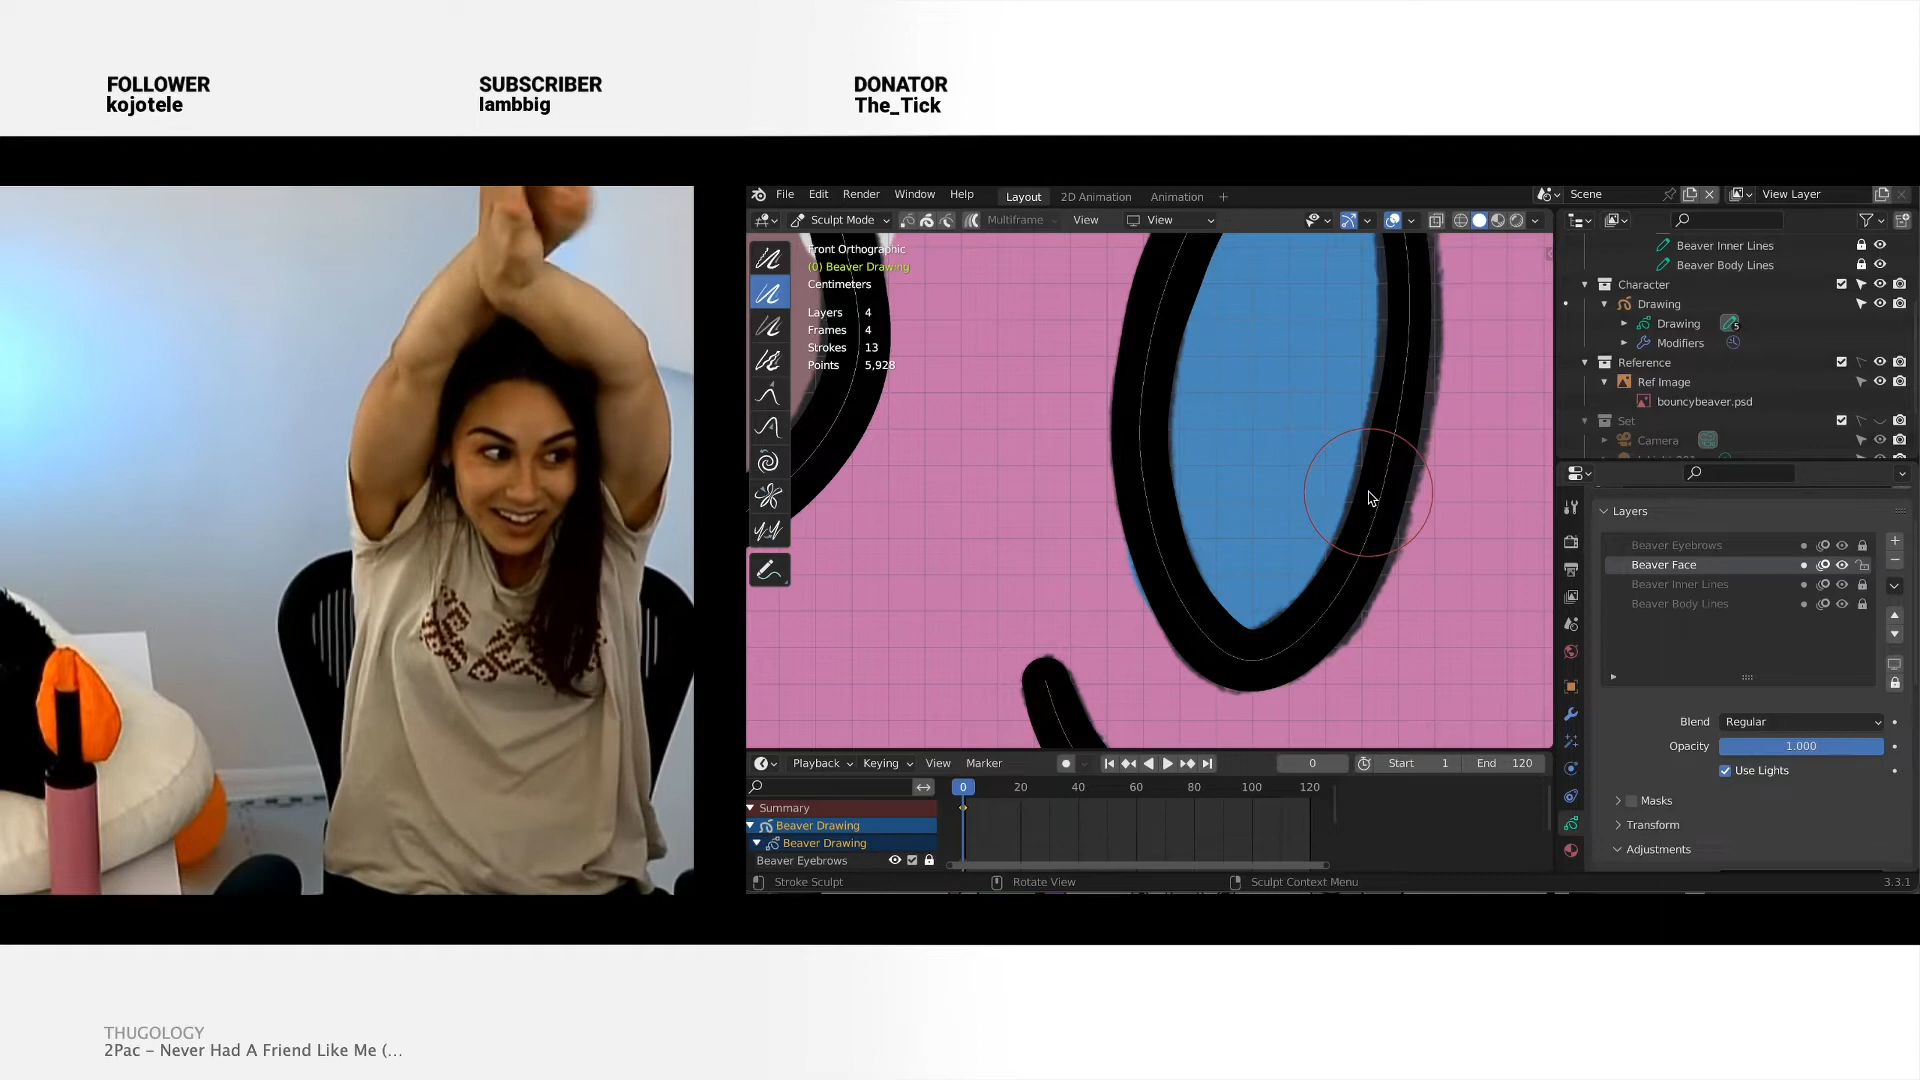 FOLLOWER
kojotele
SUBSCRIBER
lambbig
DONATOR
The_Tick
File Edit Render Window Help Layout 2D Animation Animation + Scene View Layer
Sculpt Mode Multiframe View View
Front Orthographic
(0) Beaver Drawing
Centimeters
Layers 4
Frames 4
Strokes 13
Points 5,928
Beaver Inner Lines
Beaver Body Lines
Character
Drawing
Drawing 5
Modifiers
Reference
Ref Image
bouncybeaver.psd
Set
Camera
Layers
Beaver Eyebrows
Beaver Face
Beaver Inner Lines
Beaver Body Lines
Blend Regular
Opacity 1.000
Use Lights
Masks
Transform
Adjustments
Playback Keying View Marker 0 Start 1 End 120
0 20 40 60 80 100 120
Summary
Beaver Drawing
Beaver Drawing
Beaver Eyebrows
Stroke Sculpt Rotate View Sculpt Context Menu 3.3.1
THUGOLOGY
2Pac – Never Had A Friend Like Me (...